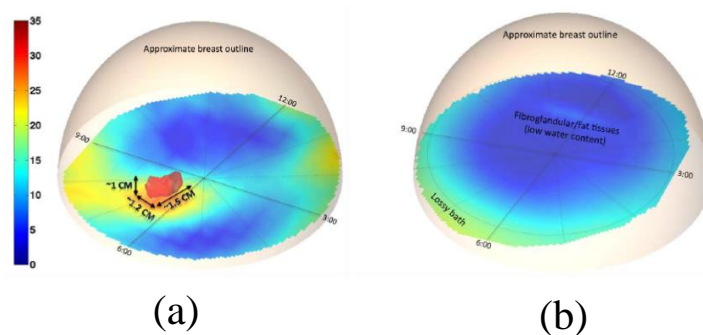 35
30
25
20
15
10
5
0
Approximate breast outline
12:00
9:00
~1 CM
~1.2 CM
~1.5 CM
3:00
6:00
(a)
Approximate breast outline
12:00
Fibroglandular/fat tissues
(low water content)
9:00
3:00
Lossy bath
6:00
(b)